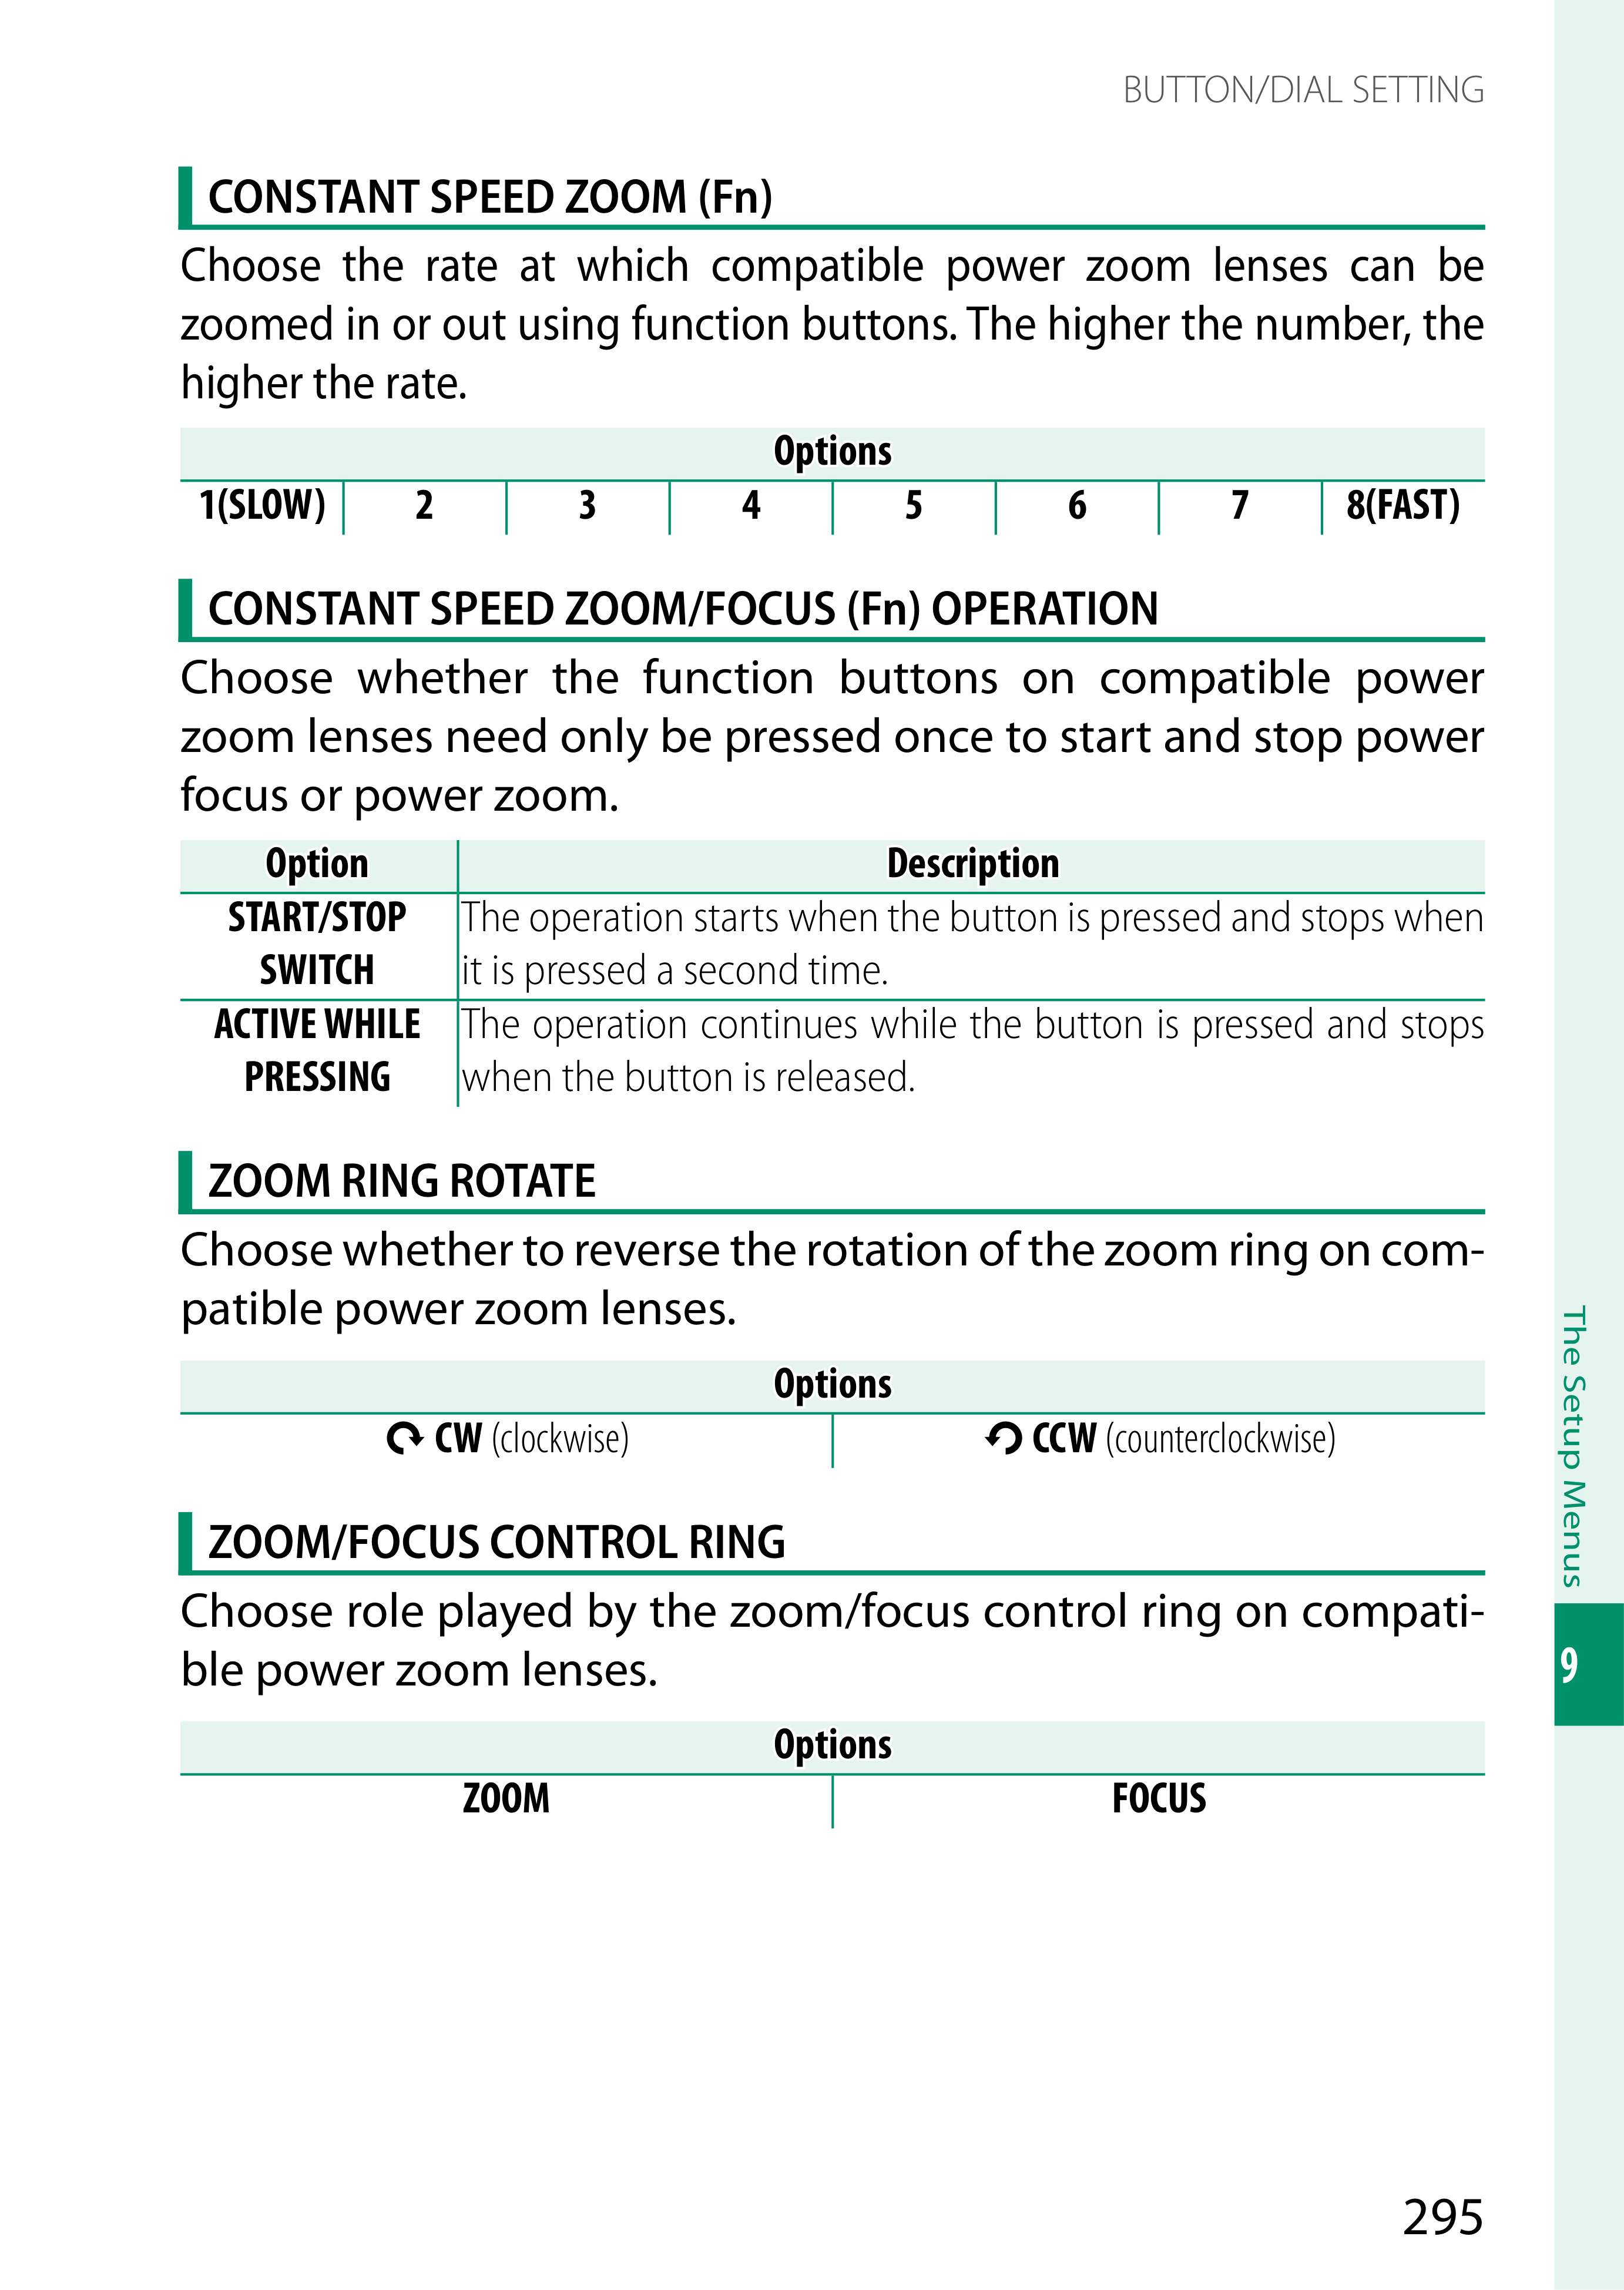 BUTTON/DIAL SETTING
CONSTANT SPEED ZOOM (Fn)
Choose the rate at which compatible power zoom lenses can be
zoomed in or out using function buttons. The higher the number, the
higher the rate.
Options
1(SLOW) 2 3 4 5 6 7 8(FAST)
CONSTANT SPEED ZOOM/FOCUS (Fn) OPERATION
Choose whether the function buttons on compatible power
zoom lenses need only be pressed once to start and stop power
focus or power zoom.
Option Description
START/STOP The operation starts when the button is pressed and stops when
SWITCH it is pressed a second time.
ACTIVE WHILE The operation continues while the button is pressed and stops
PRESSING when the button is released.
ZOOM RING ROTATE
Choose whether to reverse the rotation of the zoom ring on com-
patible power zoom lenses.
Options
CW (clockwise) CCW (counterclockwise)
ZOOM/FOCUS CONTROL RING
Choose role played by the zoom/focus control ring on compati-
ble power zoom lenses.
Options
ZOOM FOCUS
The Setup Menus
9
295